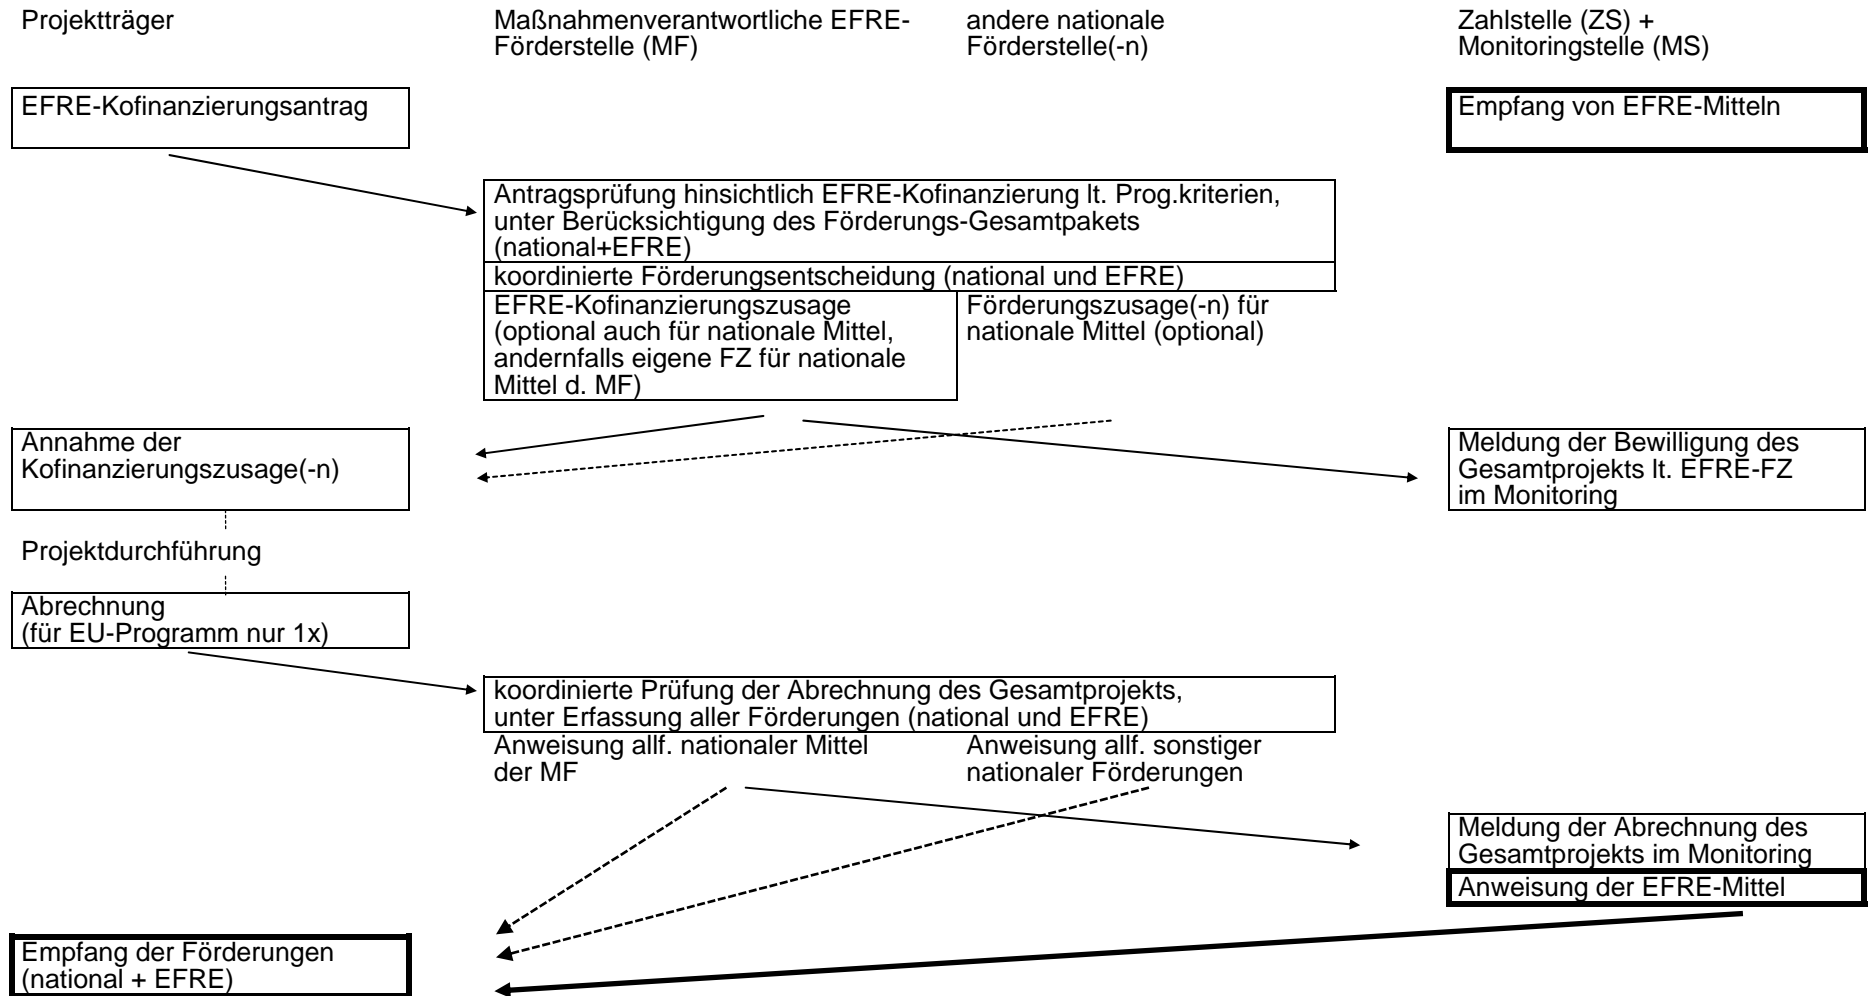 Projektträger
Maßnahmenverantwortliche EFRE-
Förderstelle (MF)
andere nationale
Förderstelle(-n)
Zahlstelle (ZS) +
Monitoringstelle (MS)
EFRE-Kofinanzierungsantrag
Empfang von EFRE-Mitteln
Antragsprüfung hinsichtlich EFRE-Kofinanzierung lt. Prog.kriterien,
unter Berücksichtigung des Förderungs-Gesamtpakets
(national+EFRE)
koordinierte Förderungsentscheidung (national und EFRE)
EFRE-Kofinanzierungszusage
(optional auch für nationale Mittel,
andernfalls eigene FZ für nationale
Mittel d. MF)
Förderungszusage(-n) für
nationale Mittel (optional)
Annahme der
Kofinanzierungszusage(-n)
Meldung der Bewilligung des
Gesamtprojekts lt. EFRE-FZ
im Monitoring
Projektdurchführung
Abrechnung
(für EU-Programm nur 1x)
koordinierte Prüfung der Abrechnung des Gesamtprojekts,
unter Erfassung aller Förderungen (national und EFRE)
Anweisung allf. nationaler Mittel
der MF
Anweisung allf. sonstiger
nationaler Förderungen
Meldung der Abrechnung des
Gesamtprojekts im Monitoring
Anweisung der EFRE-Mittel
Empfang der Förderungen
(national + EFRE)